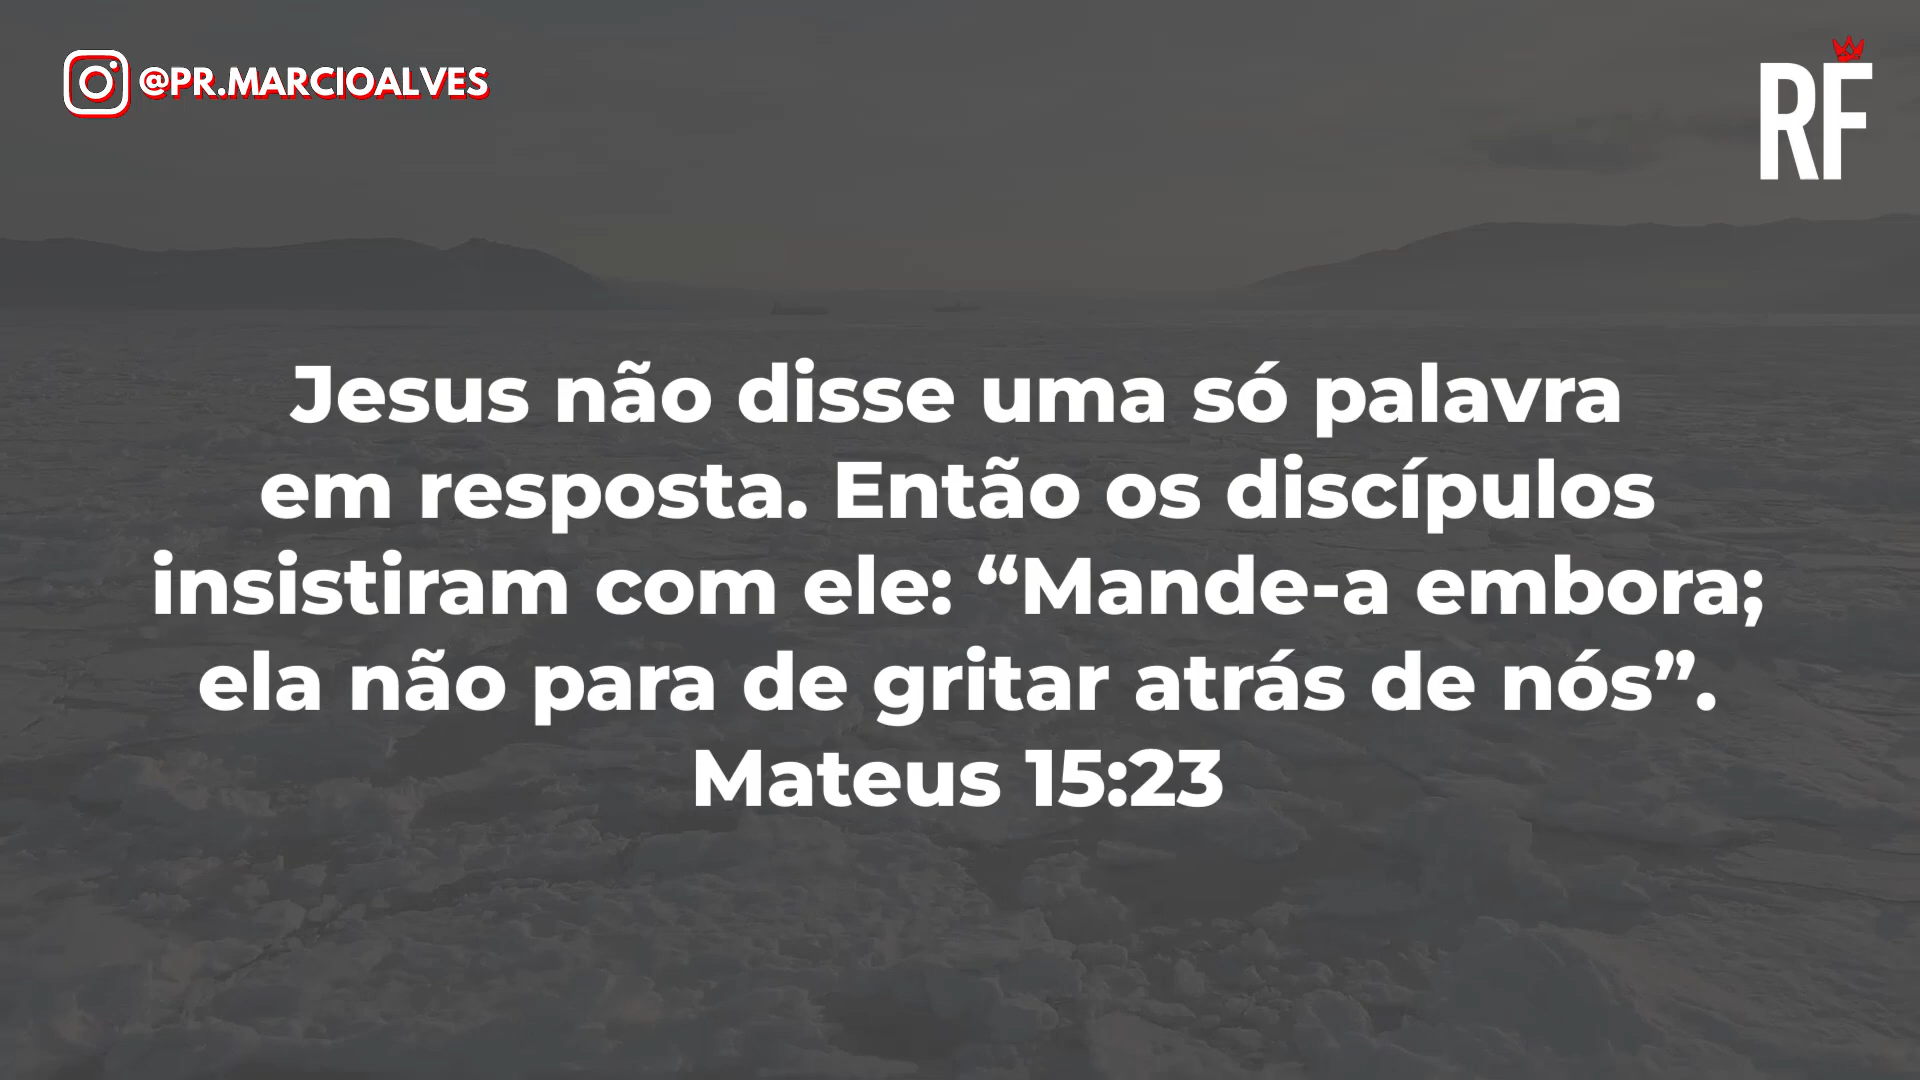 @PR.MARCIOALVES
RF
Jesus não disse uma só palavra
em resposta. Então os discípulos
insistiram com ele: “Mande-a embora;
ela não para de gritar atrás de nós”.
Mateus 15:23